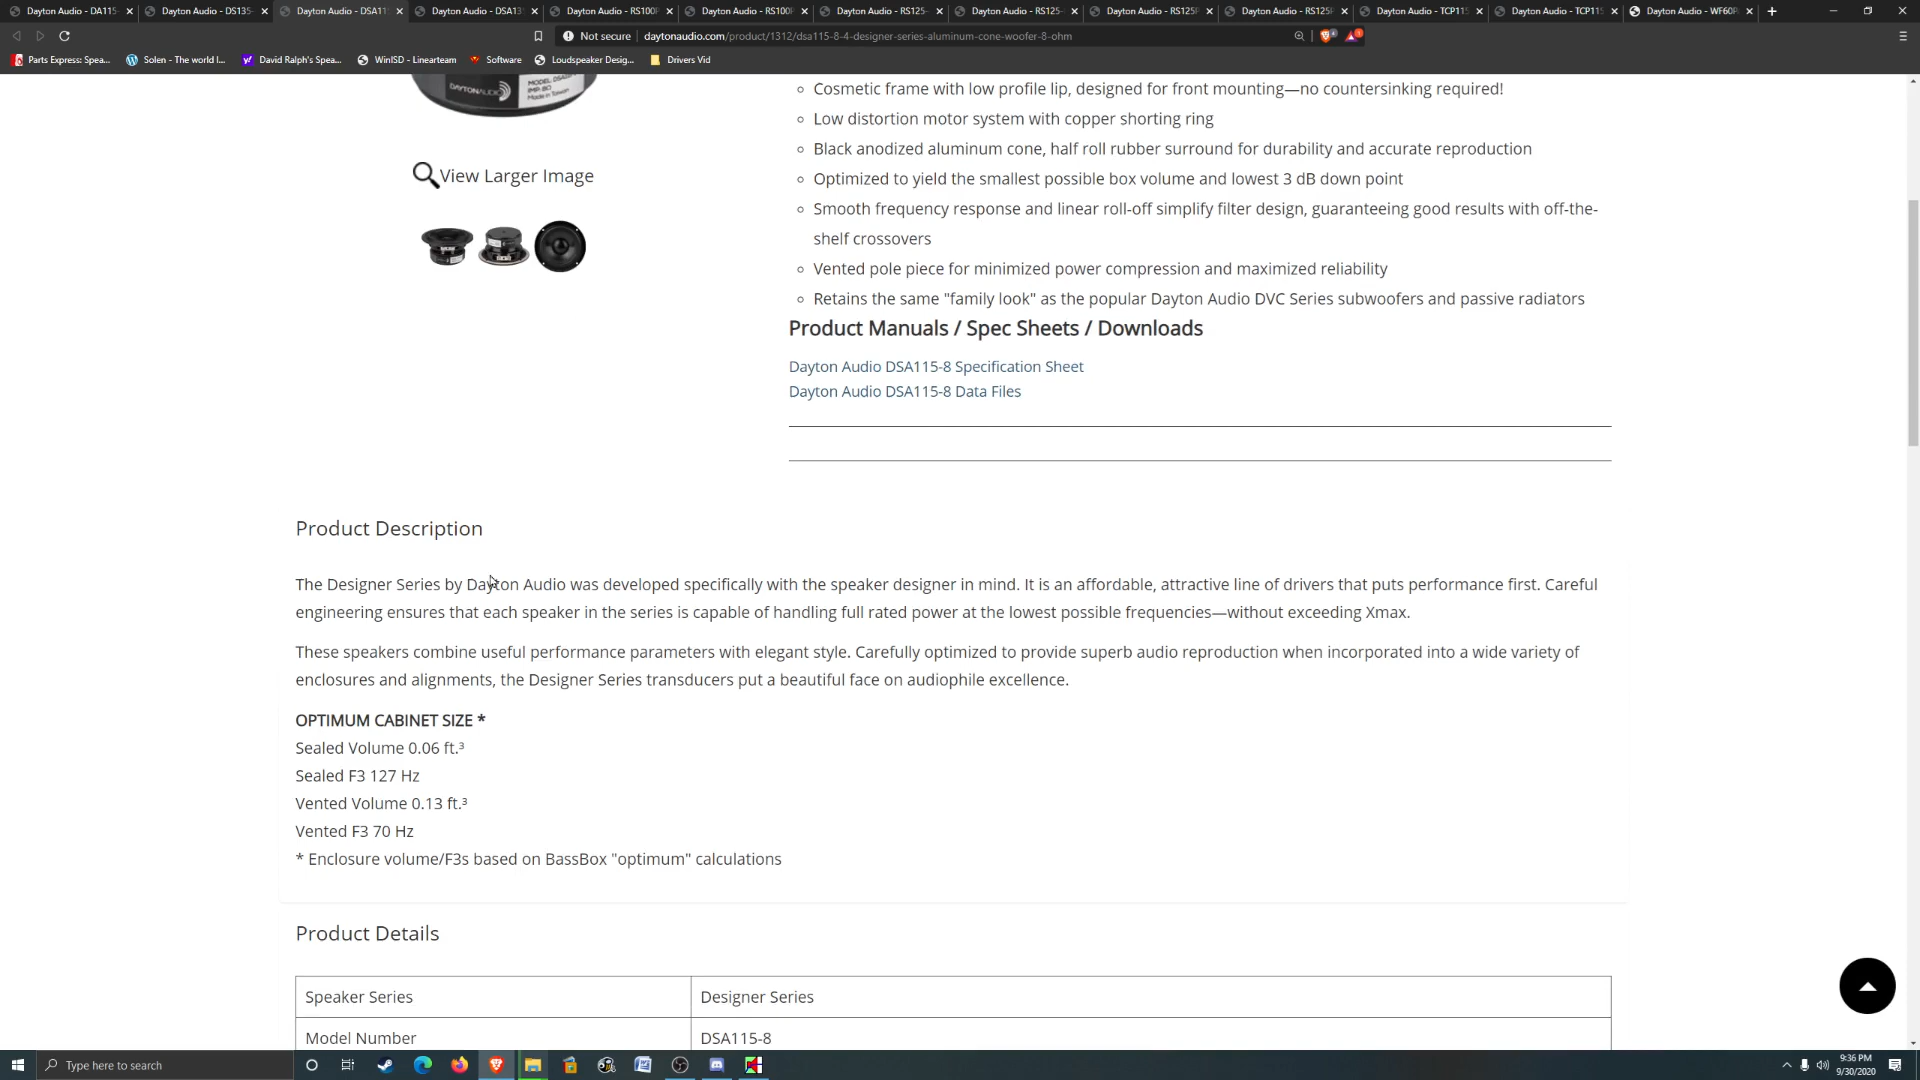 Dayton Audio - DA115-
Dayton Audio - DS135-
Dayton Audio - DSA11
Dayton Audio - DSA13
Dayton Audio - RS100
Dayton Audio - RS100
Dayton Audio - RS125-
Dayton Audio - RS125-
Dayton Audio - RS125P
Dayton Audio - RS125P
Dayton Audio - TCP115
Dayton Audio - TCP115
Dayton Audio - WF60P
Not secure
daytonaudio.com/product/1312/dsa115-8-4-designer-series-aluminum-cone-woofer-8-ohm
Parts Express: Spea...
Solen - The world l...
David Ralph's Spea...
WinISD - Linearteam
Software
Loudspeaker Desig...
Drivers Vid
DAYTONAUDIO
IMP: 8Ω
Made in Taiwan
View Larger Image
Cosmetic frame with low profile lip, designed for front mounting—no countersinking required!
Low distortion motor system with copper shorting ring
Black anodized aluminum cone, half roll rubber surround for durability and accurate reproduction
Optimized to yield the smallest possible box volume and lowest 3 dB down point
Smooth frequency response and linear roll-off simplify filter design, guaranteeing good results with off-the-
shelf crossovers
Vented pole piece for minimized power compression and maximized reliability
Retains the same "family look" as the popular Dayton Audio DVC Series subwoofers and passive radiators
Product Manuals / Spec Sheets / Downloads
Dayton Audio DSA115-8 Specification Sheet
Dayton Audio DSA115-8 Data Files
Product Description
The Designer Series by Dayton Audio was developed specifically with the speaker designer in mind. It is an affordable, attractive line of drivers that puts performance first. Careful
engineering ensures that each speaker in the series is capable of handling full rated power at the lowest possible frequencies—without exceeding Xmax.
These speakers combine useful performance parameters with elegant style. Carefully optimized to provide superb audio reproduction when incorporated into a wide variety of
enclosures and alignments, the Designer Series transducers put a beautiful face on audiophile excellence.
OPTIMUM CABINET SIZE *
Sealed Volume 0.06 ft.³
Sealed F3 127 Hz
Vented Volume 0.13 ft.³
Vented F3 70 Hz
* Enclosure volume/F3s based on BassBox "optimum" calculations
Product Details
Speaker Series
Designer Series
Model Number
DSA115-8
Type here to search
9:36 PM
9/30/2020